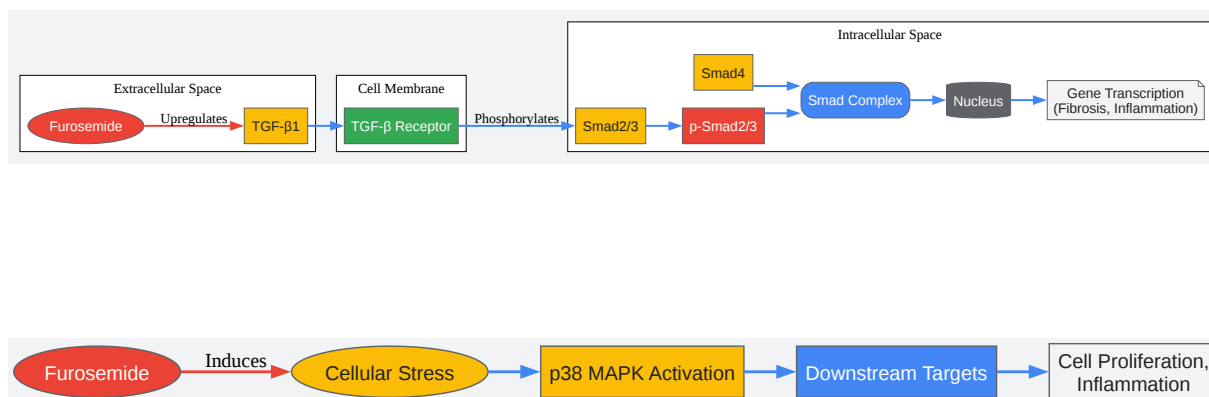 Intracellular Space
Extracellular Space
Cell Membrane
Smad4
Furosemide
Upregulates
TGF-β1
TGF-β Receptor
Phosphorylates
Smad2/3
p-Smad2/3
Smad Complex
Nucleus
Gene Transcription
(Fibrosis, Inflammation)
Furosemide
Induces
Cellular Stress
p38 MAPK Activation
Downstream Targets
Cell Proliferation,
Inflammation